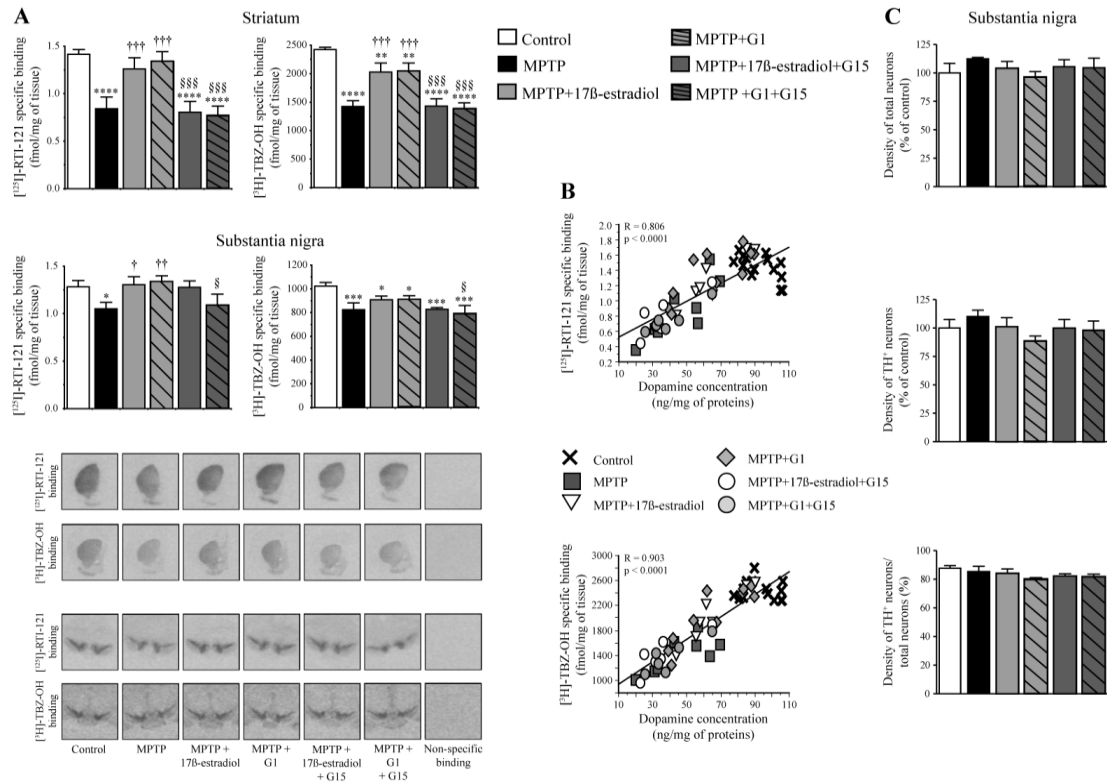 A
Striatum
[¹²⁵I]-RTI-121 specific binding
(fmol/mg of tissue)
1.5
1.0
0.5
0.0
****
†††
†††
§§§
****
§§§
****
[³H]-TBZ-OH specific binding
(fmol/mg of tissue)
2500
2000
1500
1000
500
0
****
†††
**
†††
**
§§§
****
§§§
****
Control
MPTP
MPTP+17ß-estradiol
MPTP+G1
MPTP+17ß-estradiol+G15
MPTP +G1+G15
Substantia nigra
[¹²⁵I]-RTI-121 specific binding
(fmol/mg of tissue)
1.5
1.0
0.5
0.0
*
†
††
§
[³H]-TBZ-OH specific binding
(fmol/mg of tissue)
1000
800
600
400
200
0
***
*
*
***
§
***
[¹²⁵I]-RTI-121
binding
[³H]-TBZ-OH
binding
[¹²⁵I]-RTI-121
binding
[³H]-TBZ-OH
binding
Control
MPTP
MPTP +
17ß-estradiol
MPTP +
G1
MPTP +
17ß-estradiol
+ G15
MPTP +
G1
+ G15
Non-specific
binding
B
[¹²⁵I]-RTI-121 specific binding
(fmol/mg of tissue)
2.0
1.8
1.6
1.4
1.2
1.0
0.8
0.6
0.4
0.2
R = 0.806
p < 0.0001
10 30 50 70 90 110
Dopamine concentration
(ng/mg of proteins)
Control
MPTP
MPTP+17ß-estradiol
MPTP+G1
MPTP+17ß-estradiol+G15
MPTP+G1+G15
[³H]-TBZ-OH specific binding
(fmol/mg of tissue)
3000
2600
2200
1800
1400
1000
R = 0.903
p < 0.0001
10 30 50 70 90 110
Dopamine concentration
(ng/mg of proteins)
C
Substantia nigra
Density of total neurons
(% of control)
125
100
75
50
25
0
Density of TH⁺ neurons
(% of control)
125
100
75
50
25
0
Density of TH⁺ neurons/
total neurons (%)
100
80
60
40
20
0